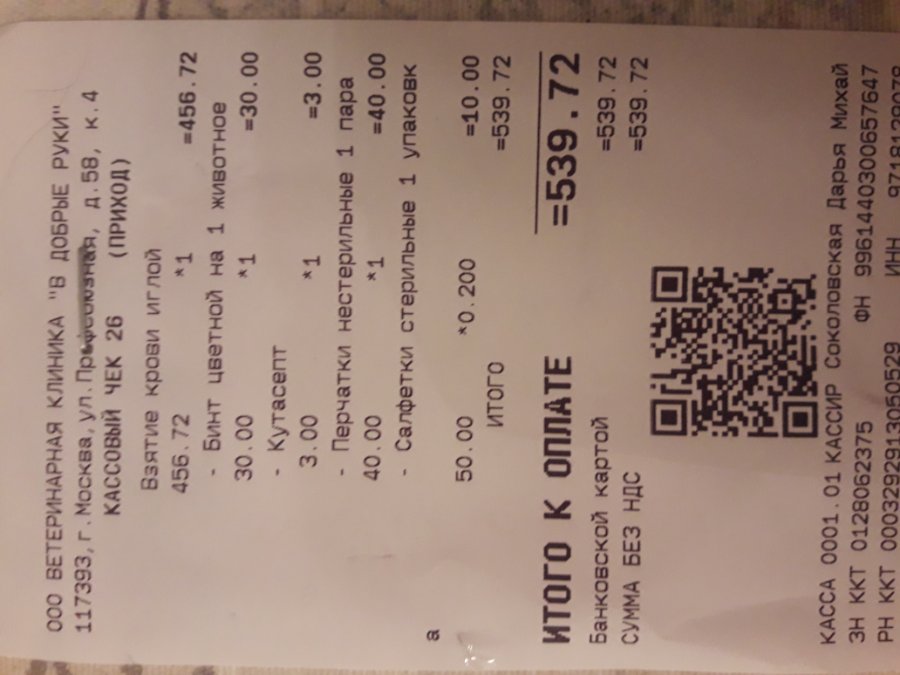 ООО ВЕТЕРИНАРНАЯ КЛИНИКА "В ДОБРЫЕ РУКИ"
117393, г. Москва, ул. Профсоюзная, д.58, к.4
КАССОВЫЙ ЧЕК 26 (ПРИХОД)
Взятие крови иглой
456.72 *1 =456.72
- Бинт цветной на 1 животное
30.00 *1 =30.00
- Кутасепт
3.00 *1 =3.00
- Перчатки нестерильные 1 пара
40.00 *1 =40.00
- Салфетки стерильные 1 упаковк
а
50.00 *0.200 =10.00
ИТОГО =539.72
ИТОГО К ОПЛАТЕ =539.72
Банковской картой =539.72
СУММА БЕЗ НДС =539.72
КАССА 0001.01 КАССИР Соколовская Дарья Михай
ЗН ККТ 0128062375 ФН 9961440300657647
РН ККТ 0003292913050529 ИНН